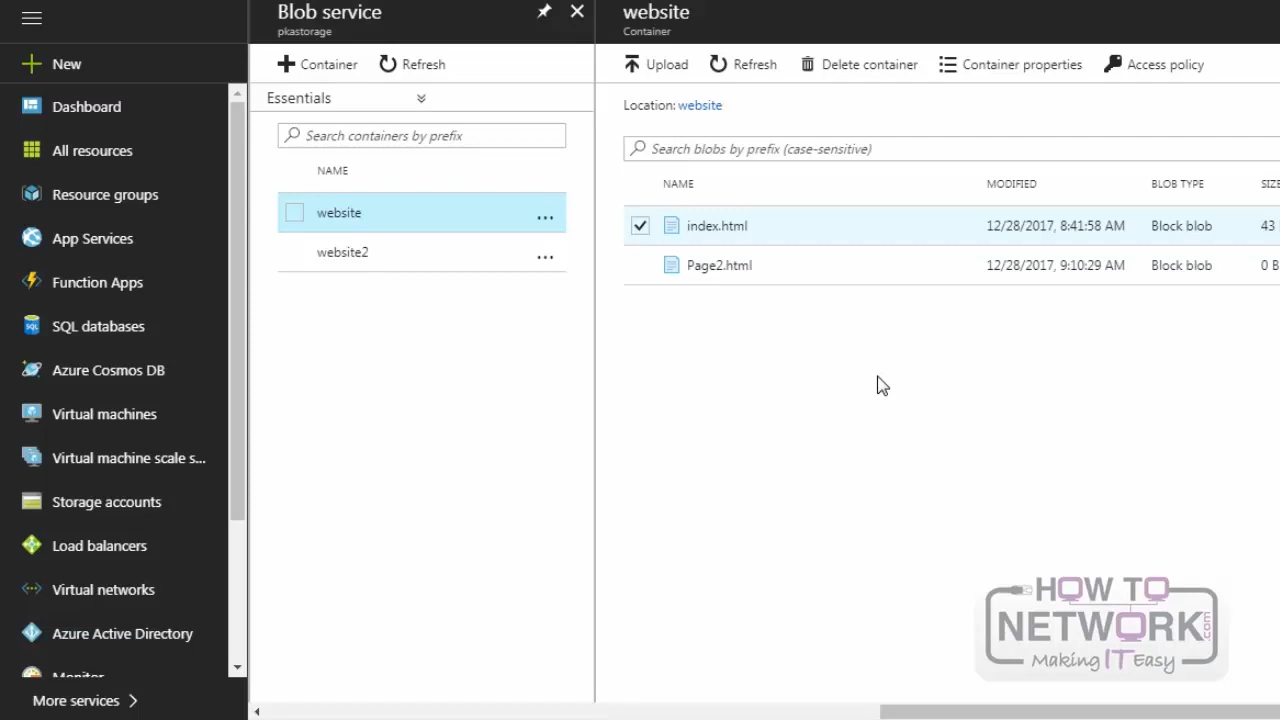 Blob service
pkastorage
website
Container
New
Container
Refresh
Upload
Refresh
Delete container
Container properties
Access policy
Essentials
Location: website
Search containers by prefix
Search blobs by prefix (case-sensitive)
NAME
website
website2
NAME MODIFIED BLOB TYPE SIZE
index.html 12/28/2017, 8:41:58 AM Block blob 43
Page2.html 12/28/2017, 9:10:29 AM Block blob 0 B
Dashboard
All resources
Resource groups
App Services
Function Apps
SQL databases
Azure Cosmos DB
Virtual machines
Virtual machine scale s...
Storage accounts
Load balancers
Virtual networks
Azure Active Directory
Monitor
More services
HOW TO
NETWORK.com
Making IT Easy